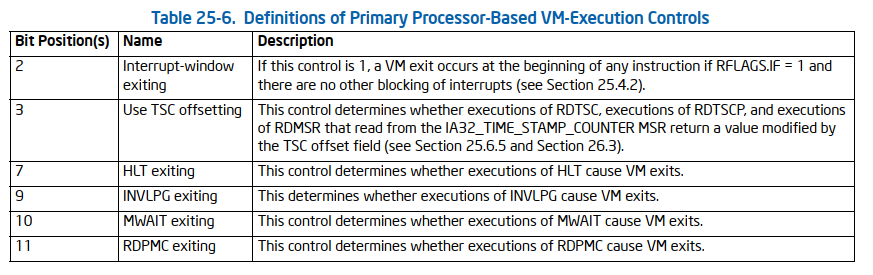 Table 25-6. Definitions of Primary Processor-Based VM-Execution Controls
Bit Position(s) Name Description
2 Interrupt-window If this control is 1, a VM exit occurs at the beginning of any instruction if RFLAGS.IF = 1 and
exiting there are no other blocking of interrupts (see Section 25.4.2).
3 Use TSC offsetting This control determines whether executions of RDTSC, executions of RDTSCP, and executions
of RDMSR that read from the IA32_TIME_STAMP_COUNTER MSR return a value modified by
the TSC offset field (see Section 25.6.5 and Section 26.3).
7 HLT exiting This control determines whether executions of HLT cause VM exits.
9 INVLPG exiting This determines whether executions of INVLPG cause VM exits.
10 MWAIT exiting This control determines whether executions of MWAIT cause VM exits.
11 RDPMC exiting This control determines whether executions of RDPMC cause VM exits.